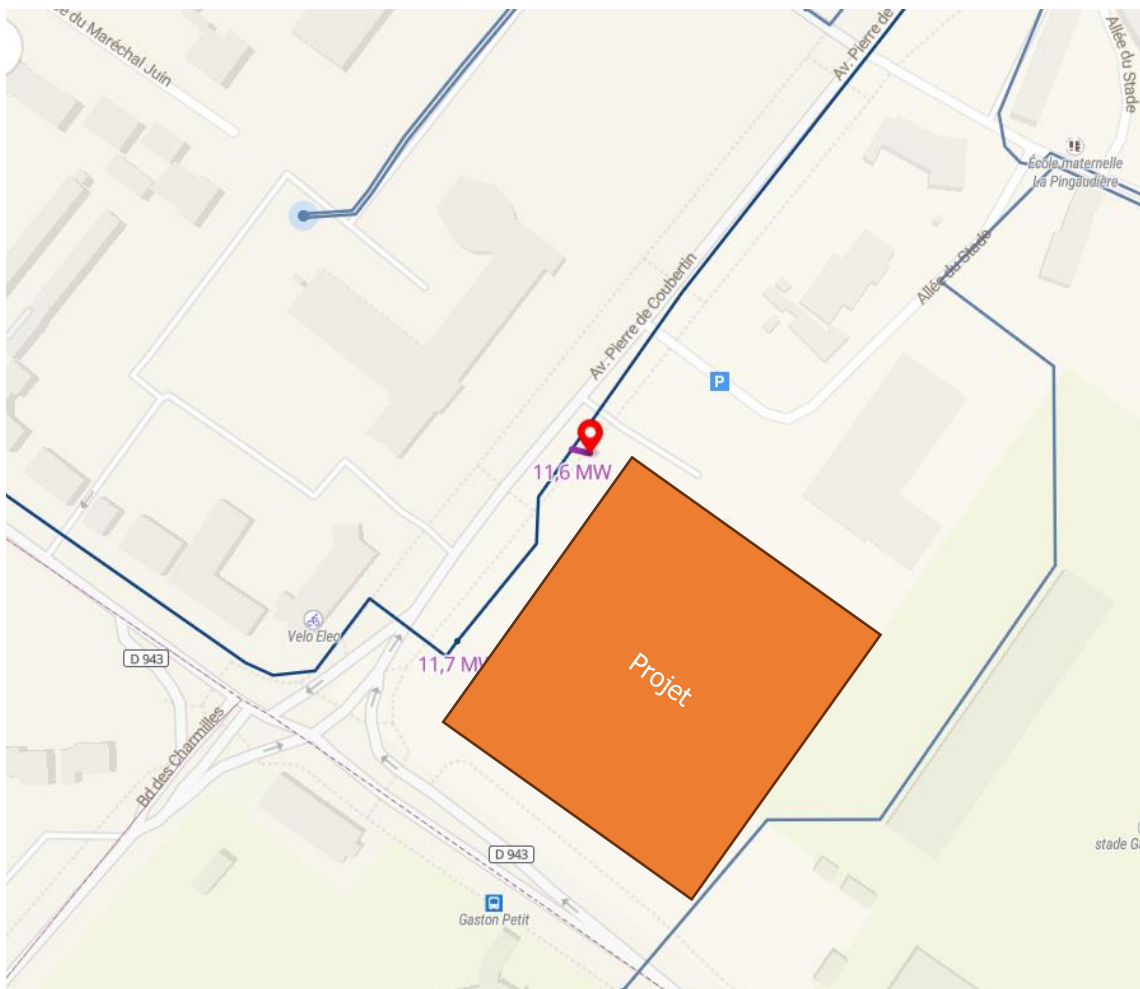 e du Maréchal Juin
Av. Pierre de
Allée du Stade
École maternelle
La Pingaudière
Av. Pierre de Coubertin
Allée du Stade
P
11,6 MW
Velo Elec
D 943
11,7 MW
Projet
Bd des Charmilles
D 943
stade Ga
Gaston Petit